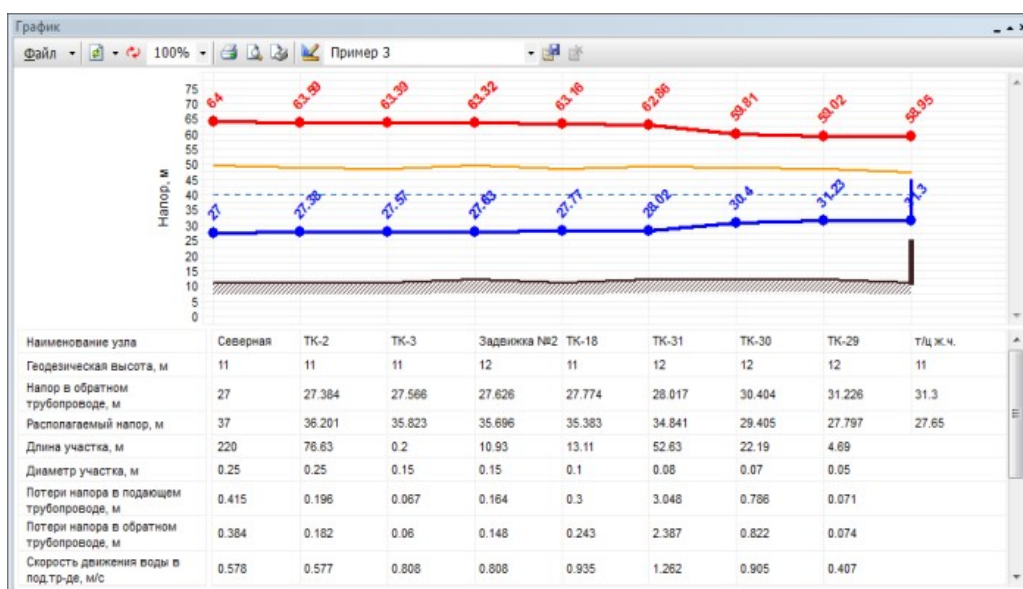 График
Файл 100% Пример 3
75
70
65
60
55
50
45
40
35
30
25
20
15
10
5
0
Напор, м
64 63.59 63.39 63.32 63.16 62.86 59.81 59.02 58.95
27 27.38 27.57 27.63 27.77 28.02 30.4 31.23 31.3
Наименование узла Северная ТК-2 ТК-3 Задвижка №2 ТК-18 ТК-31 ТК-30 ТК-29 т/ц ж.ч.
Геодезическая высота, м 11 11 11 12 11 12 12 12 11
Напор в обратном
трубопроводе, м 27 27.384 27.566 27.626 27.774 28.017 30.404 31.226 31.3
Располагаемый напор, м 37 36.201 35.823 35.696 35.383 34.841 29.405 27.797 27.65
Длина участка, м 220 76.63 0.2 10.93 13.11 52.63 22.19 4.69
Диаметр участка, м 0.25 0.25 0.15 0.15 0.1 0.08 0.07 0.05
Потери напора в подающем
трубопроводе, м 0.415 0.196 0.067 0.164 0.3 3.048 0.786 0.071
Потери напора в обратном
трубопроводе, м 0.384 0.182 0.06 0.148 0.243 2.387 0.822 0.074
Скорость движения воды в
под.тр-де, м/с 0.578 0.577 0.808 0.808 0.935 1.262 0.905 0.407